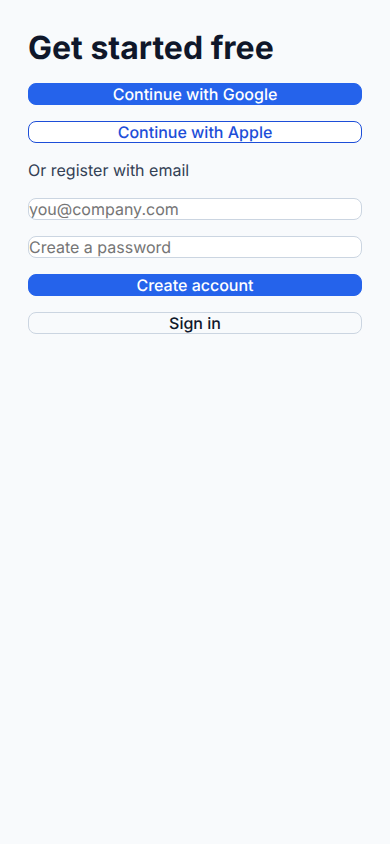 Get started free
Continue with Google
Continue with Apple
Or register with email
you@company.com
Create a password
Create account
Sign in